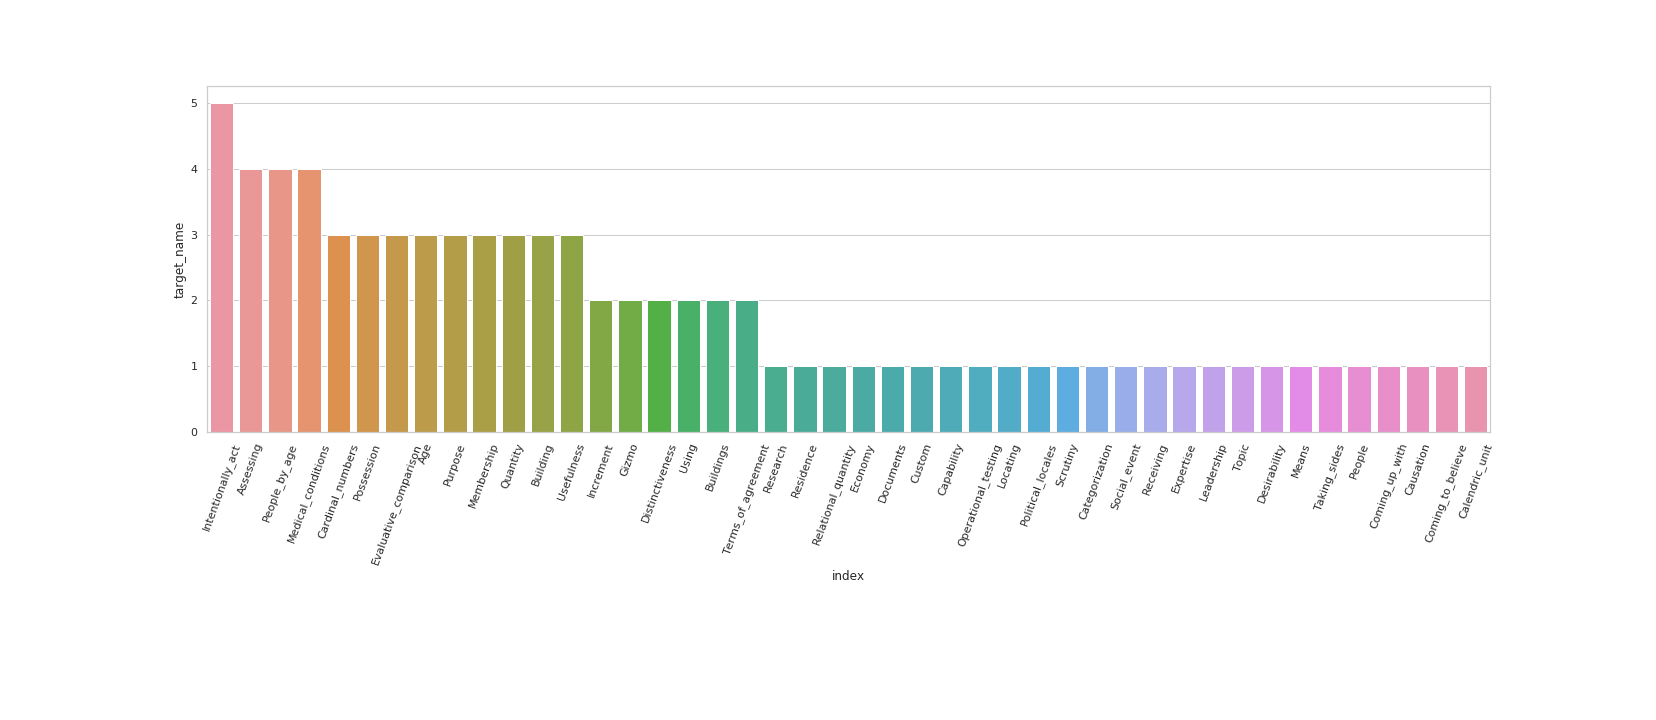 5
4
3
2
1
0
target_name
Intentionally_act
Assessing
People_by_age
Medical_conditions
Cardinal_numbers
Possession
Evaluative_comparison
Age
Purpose
Membership
Quantity
Building
Usefulness
Increment
Gizmo
Distinctiveness
Using
Buildings
Terms_of_agreement
Research
Residence
Relational_quantity
Economy
Documents
Custom
Capability
Operational_testing
Locating
Political_locales
Scrutiny
Categorization
Social_event
Receiving
Expertise
Leadership
Topic
Desirability
Means
Taking_sides
People
Coming_up_with
Causation
Coming_to_believe
Calendric_unit
index